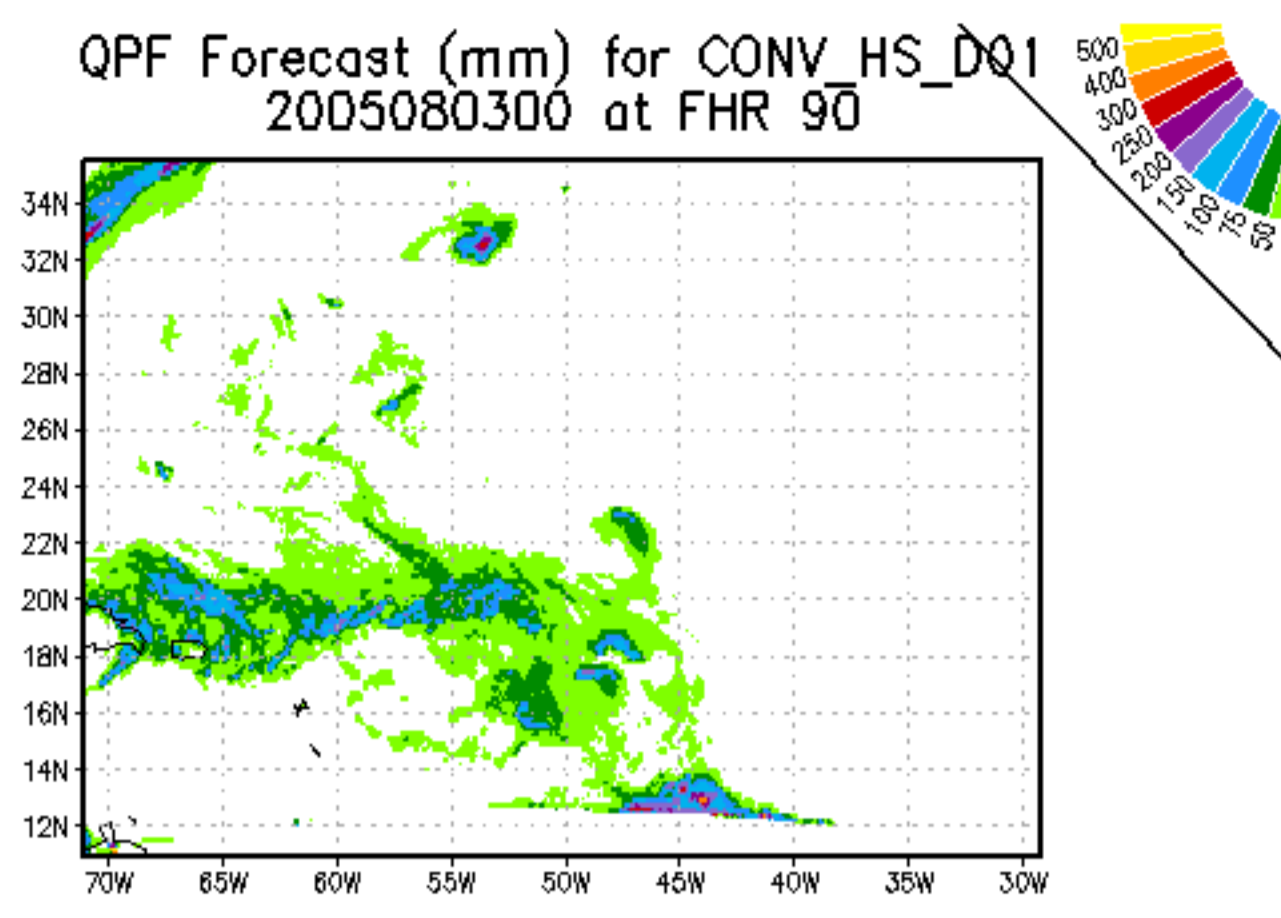 QPF Forecast (mm) for CONV_HS_D01
2005080300 at FHR 90
500
400
300
250
200
150
100
75
50
34N
32N
30N
28N
26N
24N
22N
20N
18N
16N
14N
12N
70W 65W 60W 55W 50W 45W 40W 35W 30W